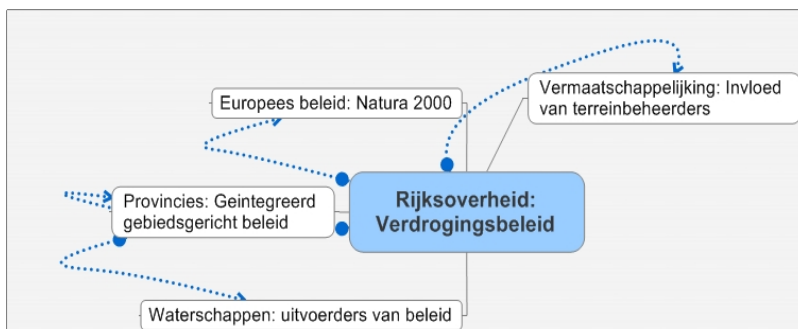 Europees beleid: Natura 2000
Vermaatschappelijking: Invloed
van terreinbeheerders
Provincies: Geintegreerd
gebiedsgericht beleid
Rijksoverheid:
Verdrogingsbeleid
Waterschappen: uitvoerders van beleid